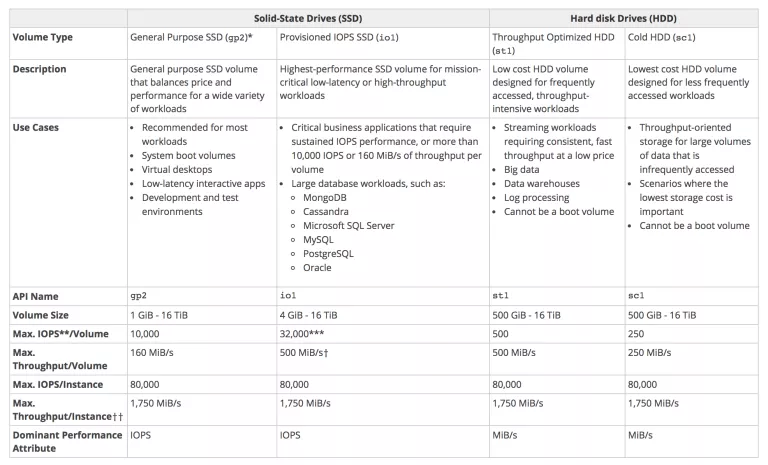 Solid-State Drives (SSD) Hard disk Drives (HDD)
Volume Type General Purpose SSD (gp2)* Provisioned IOPS SSD (io1) Throughput Optimized HDD (st1) Cold HDD (sc1)
Description
General purpose SSD volume
that balances price and
performance for a wide variety
of workloads
Highest-performance SSD volume for mission-
critical low-latency or high-throughput
workloads
Low cost HDD volume
designed for frequently
accessed, throughput-
intensive workloads
Lowest cost HDD volume
designed for less frequently
accessed workloads
Use Cases
• Recommended for most
workloads
• System boot volumes
• Virtual desktops
• Low-latency interactive apps
• Development and test
environments
• Critical business applications that require
sustained IOPS performance, or more than
10,000 IOPS or 160 MiB/s of throughput per
volume
• Large database workloads, such as:
◦ MongoDB
◦ Cassandra
◦ Microsoft SQL Server
◦ MySQL
◦ PostgreSQL
◦ Oracle
• Streaming workloads
requiring consistent, fast
throughput at a low price
• Big data
• Data warehouses
• Log processing
• Cannot be a boot volume
• Throughput-oriented
storage for large volumes
of data that is
infrequently accessed
• Scenarios where the
lowest storage cost is
important
• Cannot be a boot volume
API Name gp2 io1 st1 sc1
Volume Size 1 GiB - 16 TiB 4 GiB - 16 TiB 500 GiB - 16 TiB 500 GiB - 16 TiB
Max. IOPS**/Volume 10,000 32,000*** 500 250
Max.
Throughput/Volume
160 MiB/s 500 MiB/s† 500 MiB/s 250 MiB/s
Max. IOPS/Instance 80,000 80,000 80,000 80,000
Max.
Throughput/Instance††
1,750 MiB/s 1,750 MiB/s 1,750 MiB/s 1,750 MiB/s
Dominant Performance
Attribute
IOPS IOPS MiB/s MiB/s